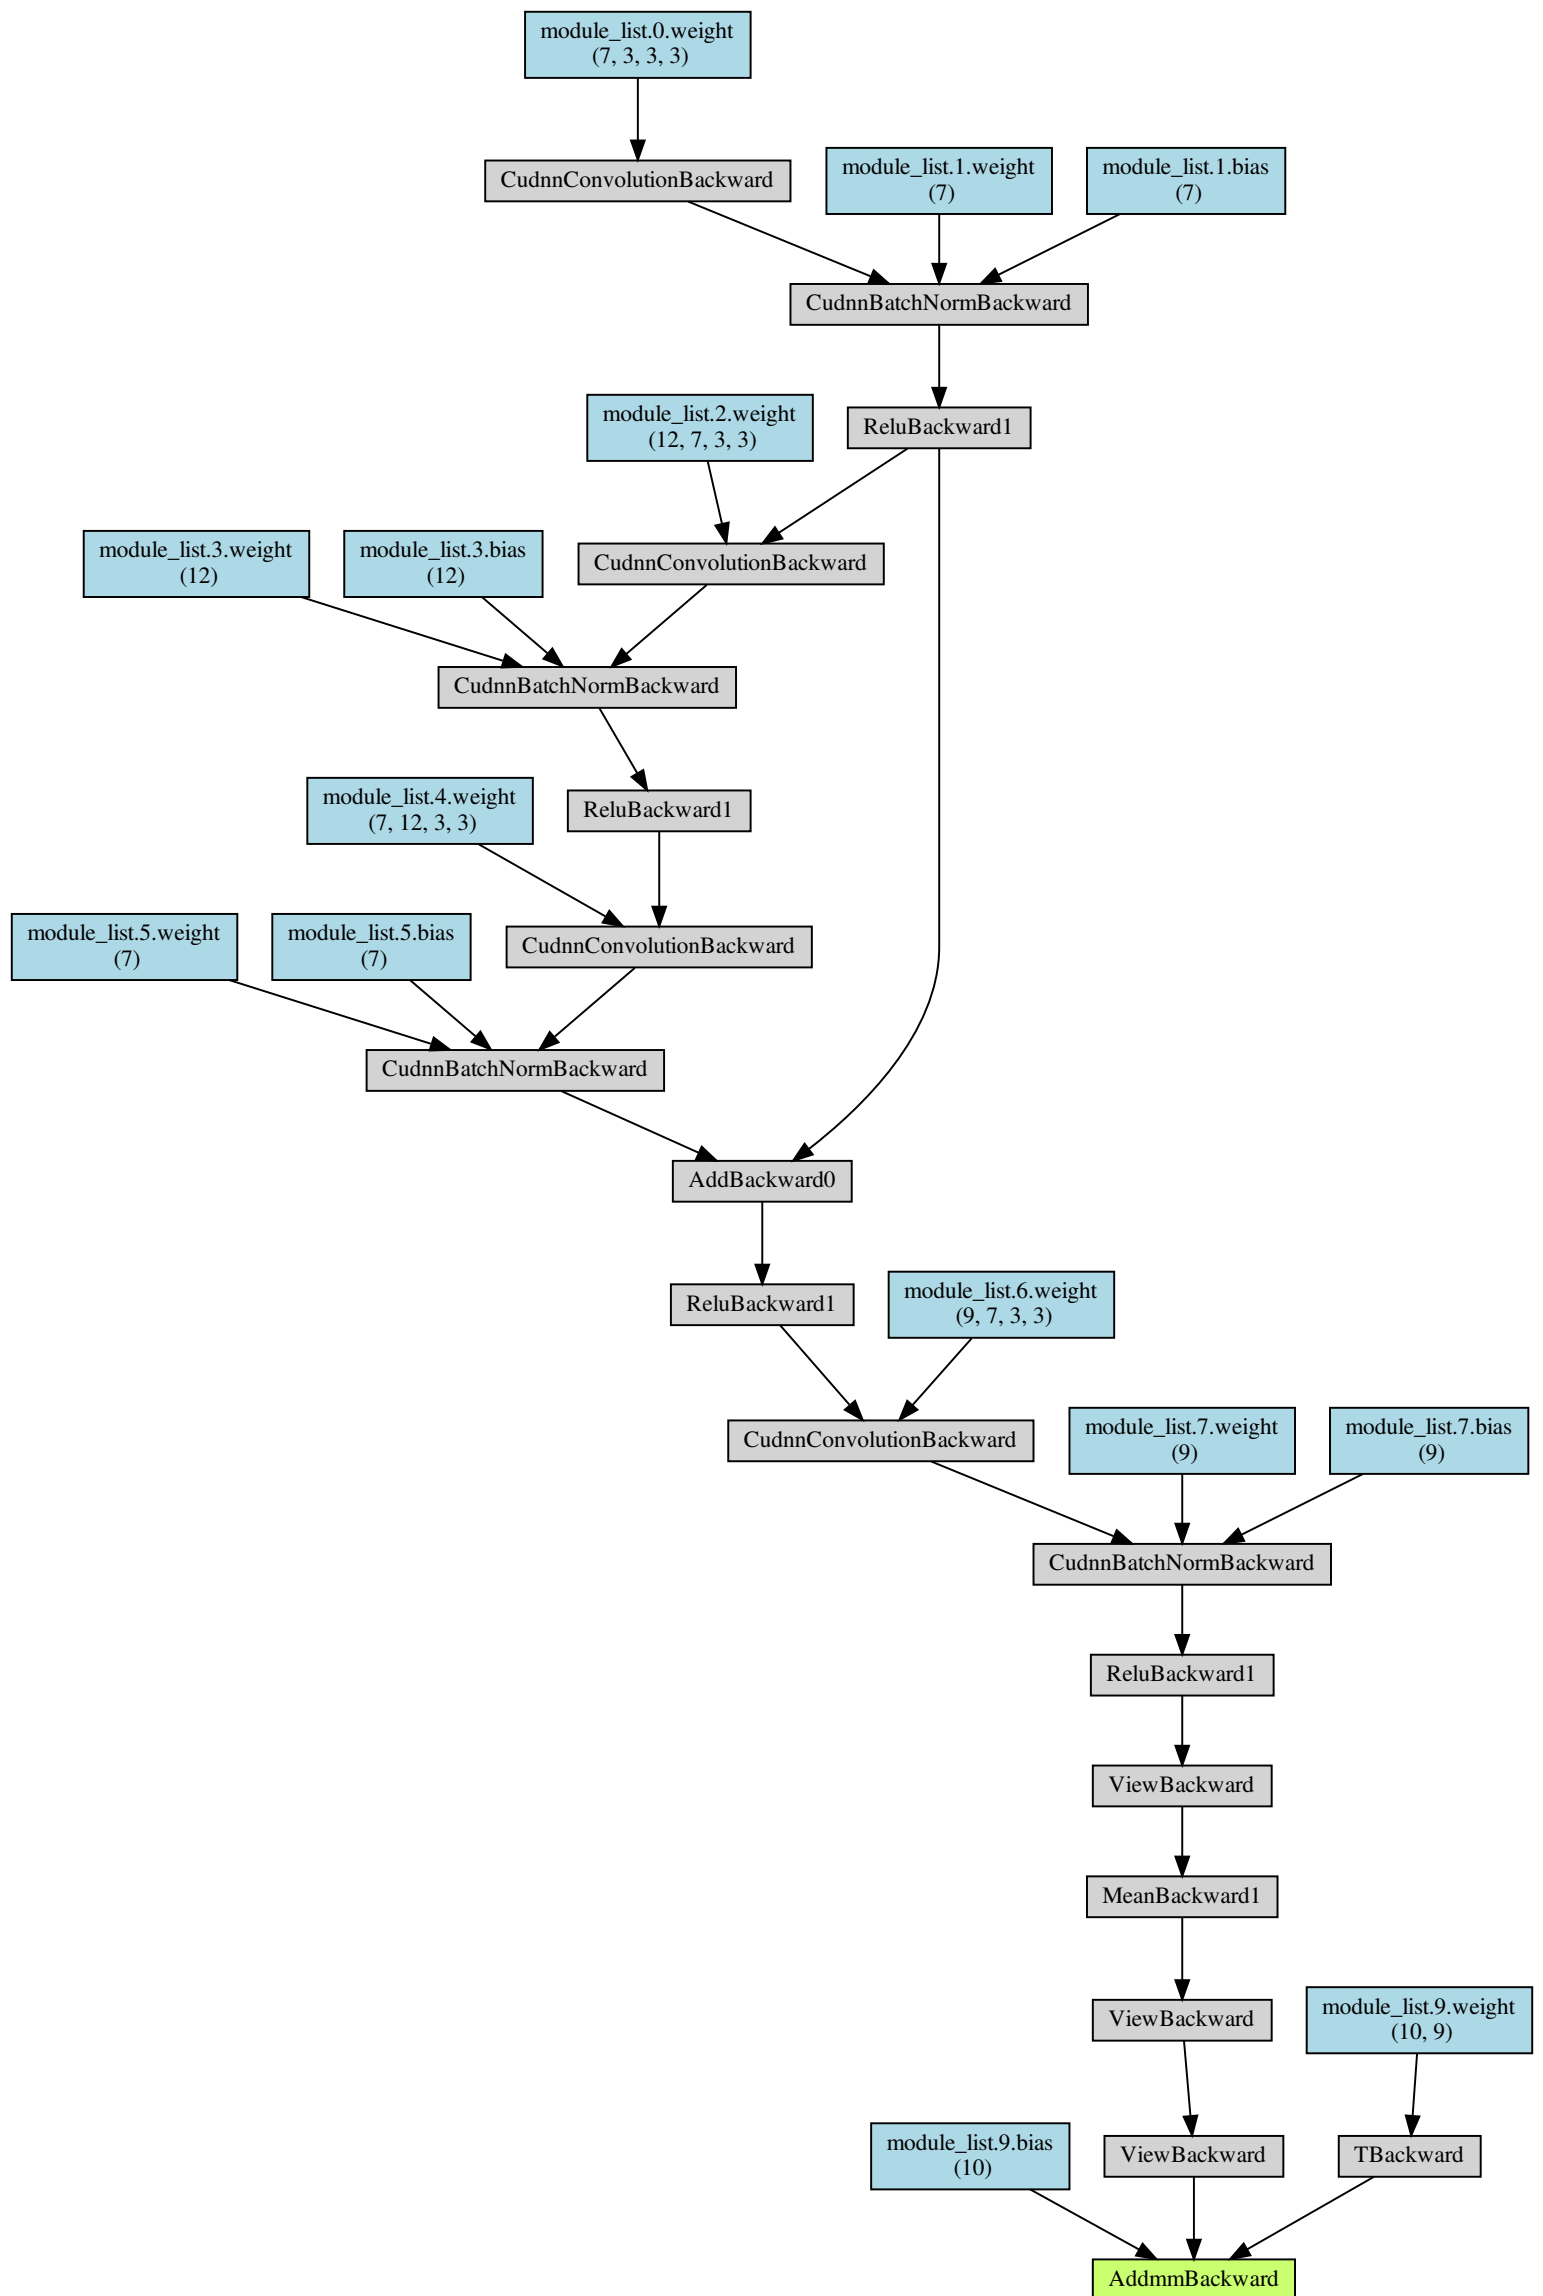 module_list.0.weight
(7, 3, 3, 3)
CudnnConvolutionBackward
module_list.1.weight
(7)
module_list.1.bias
(7)
CudnnBatchNormBackward
module_list.2.weight
(12, 7, 3, 3)
ReluBackward1
module_list.3.weight
(12)
module_list.3.bias
(12)
CudnnConvolutionBackward
CudnnBatchNormBackward
module_list.4.weight
(7, 12, 3, 3)
ReluBackward1
module_list.5.weight
(7)
module_list.5.bias
(7)
CudnnConvolutionBackward
CudnnBatchNormBackward
AddBackward0
ReluBackward1
module_list.6.weight
(9, 7, 3, 3)
CudnnConvolutionBackward
module_list.7.weight
(9)
module_list.7.bias
(9)
CudnnBatchNormBackward
ReluBackward1
ViewBackward
MeanBackward1
ViewBackward
module_list.9.weight
(10, 9)
module_list.9.bias
(10)
ViewBackward
TBackward
AddmmBackward